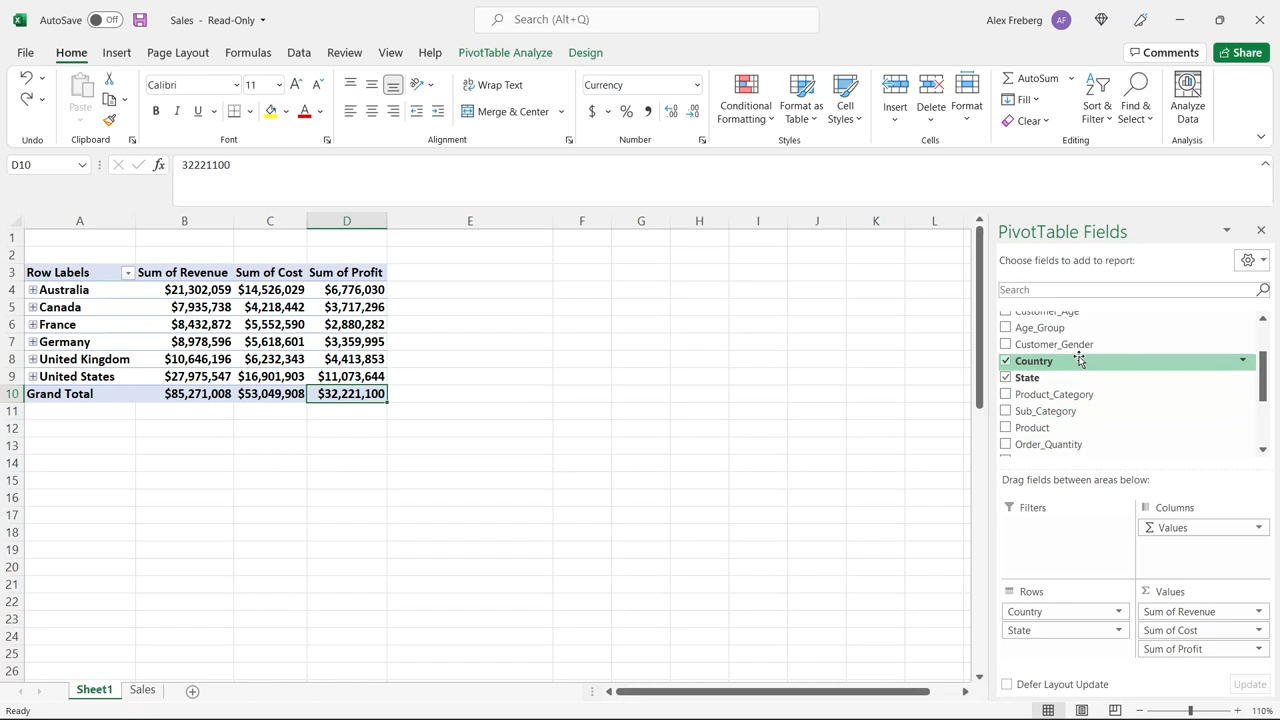 AutoSave Off Sales - Read-Only Search (Alt+Q) Alex Freberg AF
File Home Insert Page Layout Formulas Data Review View Help PivotTable Analyze Design Comments Share
Calibri 11 Wrap Text Currency AutoSum
Paste B I U A Merge & Center $ % Conditional Formatting Format as Table Cell Styles Insert Delete Format Fill Clear Sort & Filter Find & Select Analyze Data
Undo Clipboard Font Alignment Number Styles Cells Editing Analysis
D10 fx 32221100
A B C D E F G H I J K L
1
2
3 Row Labels Sum of Revenue Sum of Cost Sum of Profit
4 Australia $21,302,059 $14,526,029 $6,776,030
5 Canada $7,935,738 $4,218,442 $3,717,296
6 France $8,432,872 $5,552,590 $2,880,282
7 Germany $8,978,596 $5,618,601 $3,359,995
8 United Kingdom $10,646,196 $6,232,343 $4,413,853
9 United States $27,975,547 $16,901,903 $11,073,644
10 Grand Total $85,271,008 $53,049,908 $32,221,100
11
12
13
14
15
16
17
18
19
20
21
22
23
24
25
26
PivotTable Fields
Choose fields to add to report:
Search
Customer_Age
Age_Group
Customer_Gender
Country
State
Product_Category
Sub_Category
Product
Order_Quantity
Drag fields between areas below:
Filters Columns
Σ Values
Rows Σ Values
Country Sum of Revenue
State Sum of Cost
Sum of Profit
Defer Layout Update Update
Sheet1 Sales
Ready 110%